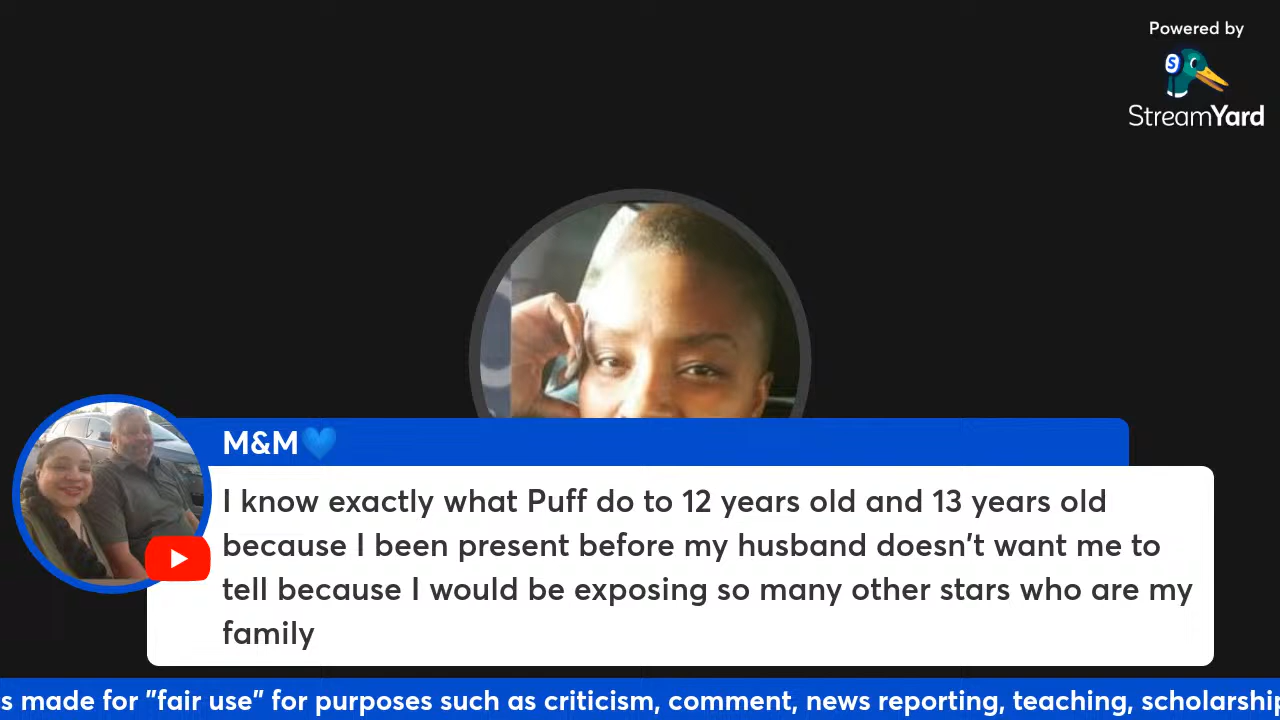 Powered by
S
StreamYard
M&M💙
I know exactly what Puff do to 12 years old and 13 years old
because I been present before my husband doesn't want me to
tell because I would be exposing so many other stars who are my
family
s made for "fair use" for purposes such as criticism, comment, news reporting, teaching, scholarship